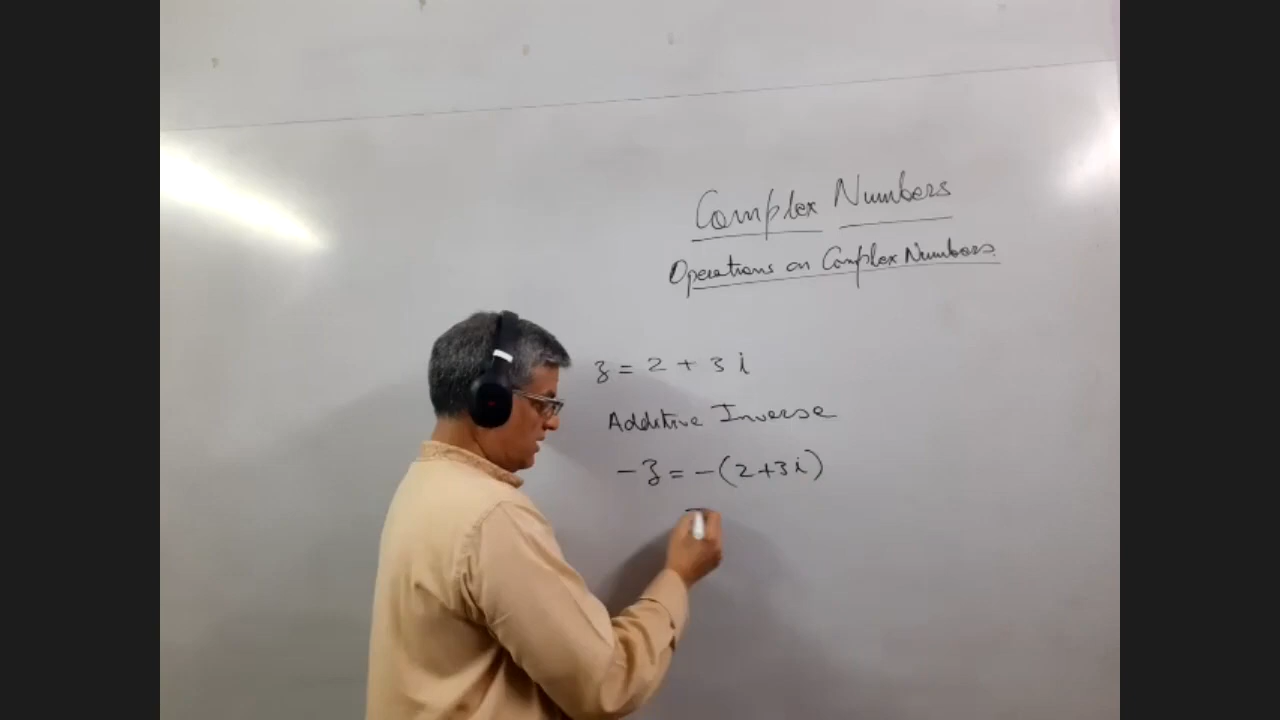 Complex Numbers
Operations on Complex Numbers.
z = 2 + 3 i
Additive Inverse
- z = - (2+3i)